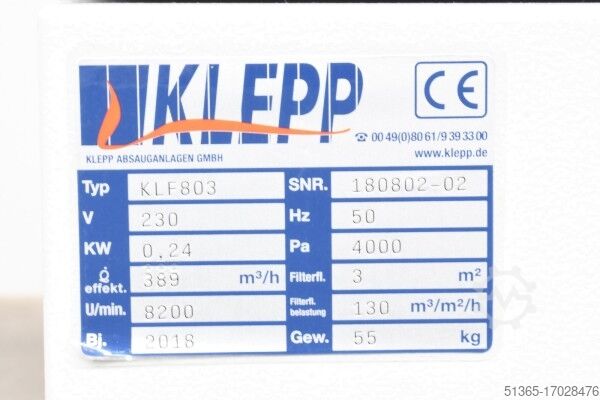 KLEPP
CE
☎ 00 49(0)80 61/9 39 33 00
KLEPP ABSAUGANLAGEN GMBH
www.klepp.de
Typ KLF803 SNR. 180802-02
V 230 Hz 50
KW 0,24 Pa 4000
Q̇ effekt. 389 m³/h Filterfl. 3 m²
U/min. 8200 Filterfl. belastung 130 m³/m²/h
Bj. 2018 Gew. 55 kg
51365-17028476